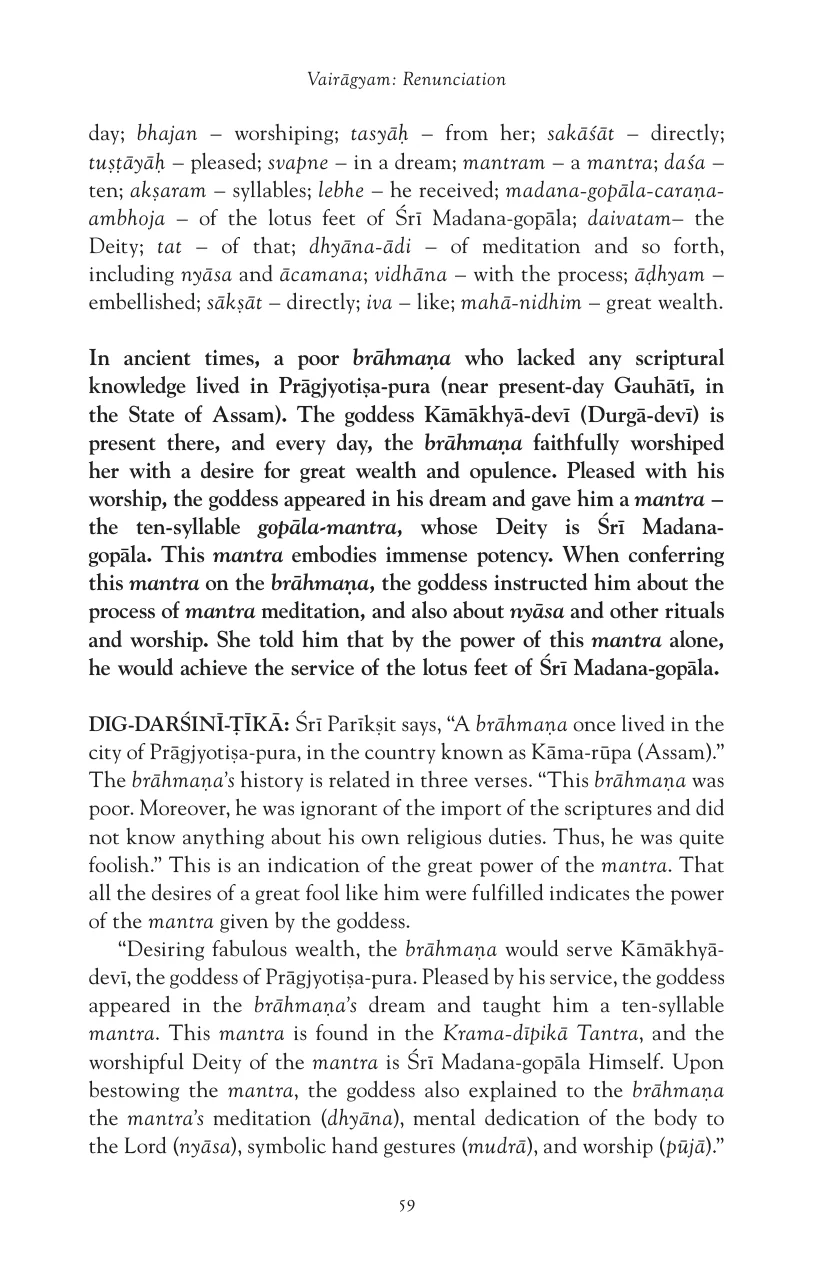 Vairāgyam: Renunciation
day; bhajan – worshiping; tasyāḥ – from her; sakāśāt – directly;
tuṣṭāyāḥ – pleased; svapne – in a dream; mantram – a mantra; daśa –
ten; akṣaram – syllables; lebhe – he received; madana-gopāla-caraṇa-
ambhoja – of the lotus feet of Śrī Madana-gopāla; daivatam– the
Deity; tat – of that; dhyāna-ādi – of meditation and so forth,
including nyāsa and ācamana; vidhāna – with the process; āḍhyam –
embellished; sākṣāt – directly; iva – like; mahā-nidhim – great wealth.
In ancient times, a poor brāhmaṇa who lacked any scriptural
knowledge lived in Prāgjyotiṣa-pura (near present-day Gauhātī, in
the State of Assam). The goddess Kāmākhyā-devī (Durgā-devī) is
present there, and every day, the brāhmaṇa faithfully worshiped
her with a desire for great wealth and opulence. Pleased with his
worship, the goddess appeared in his dream and gave him a mantra –
the ten-syllable gopāla-mantra, whose Deity is Śrī Madana-
gopāla. This mantra embodies immense potency. When conferring
this mantra on the brāhmaṇa, the goddess instructed him about the
process of mantra meditation, and also about nyāsa and other rituals
and worship. She told him that by the power of this mantra alone,
he would achieve the service of the lotus feet of Śrī Madana-gopāla.
DIG-DARŚINĪ-ṬĪKĀ: Śrī Parīkṣit says, “A brāhmaṇa once lived in the
city of Prāgjyotiṣa-pura, in the country known as Kāma-rūpa (Assam).”
The brāhmaṇa’s history is related in three verses. “This brāhmaṇa was
poor. Moreover, he was ignorant of the import of the scriptures and did
not know anything about his own religious duties. Thus, he was quite
foolish.” This is an indication of the great power of the mantra. That
all the desires of a great fool like him were fulfilled indicates the power
of the mantra given by the goddess.
“Desiring fabulous wealth, the brāhmaṇa would serve Kāmākhyā-
devī, the goddess of Prāgjyotiṣa-pura. Pleased by his service, the goddess
appeared in the brāhmaṇa’s dream and taught him a ten-syllable
mantra. This mantra is found in the Krama-dīpikā Tantra, and the
worshipful Deity of the mantra is Śrī Madana-gopāla Himself. Upon
bestowing the mantra, the goddess also explained to the brāhmaṇa
the mantra’s meditation (dhyāna), mental dedication of the body to
the Lord (nyāsa), symbolic hand gestures (mudrā), and worship (pūjā).”
59